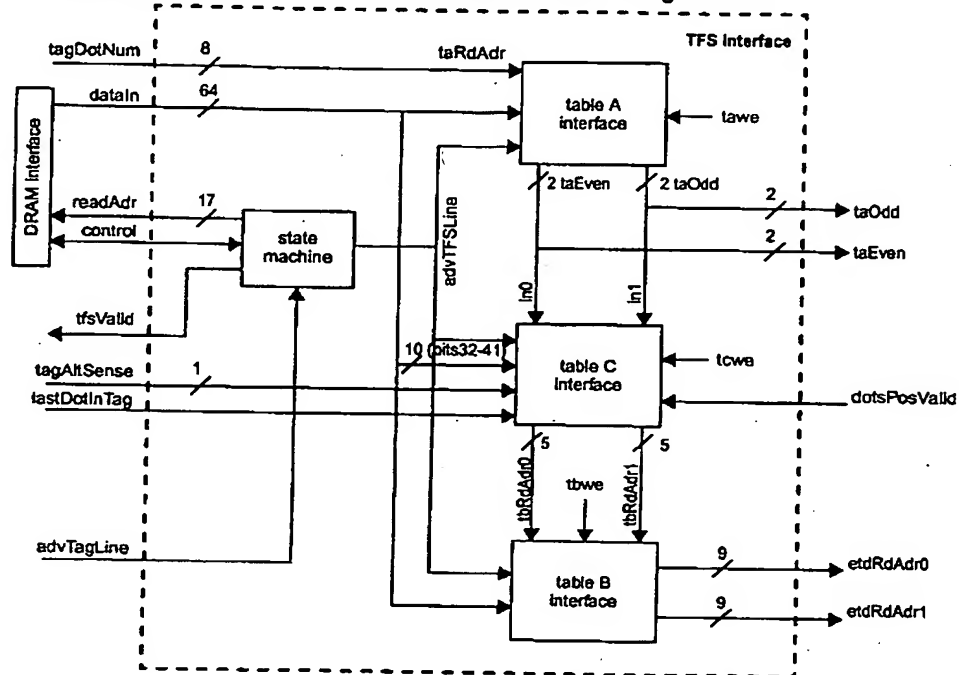 TFS Interface
tagDotNum
8
taRdAdr
dataIn
64
table A
interface
tawe
DRAM Interface
readAdr
17
control
state
machine
2 taEven
2 taOdd
2
taOdd
2
taEven
advTFSLine
In0
In1
tfsValid
10 (bits32-41)
tagAltSense
1
lastDotInTag
table C
interface
tcwe
dotsPosValid
5
5
tbRdAdr0
tbRdAdr1
tbwe
advTagLine
table B
interface
9
etdRdAdr0
9
etdRdAdr1